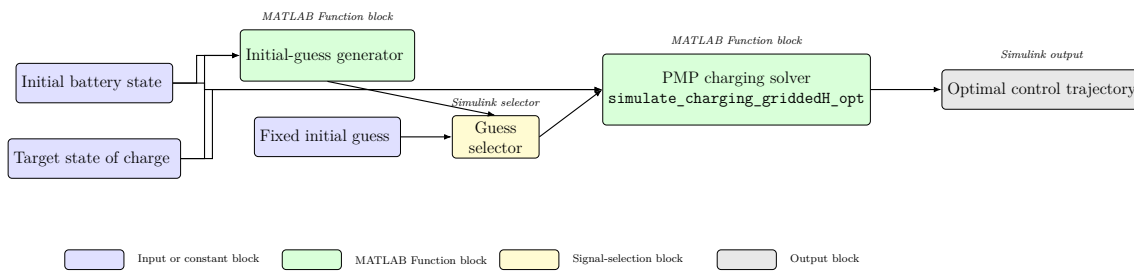 MATLAB Function block
Initial-guess generator
MATLAB Function block
Simulink output
Initial battery state
PMP charging solver
simulate_charging_griddedH_opt
Optimal control trajectory
Simulink selector
Fixed initial guess
Guess
selector
Target state of charge
Input or constant block
MATLAB Function block
Signal-selection block
Output block